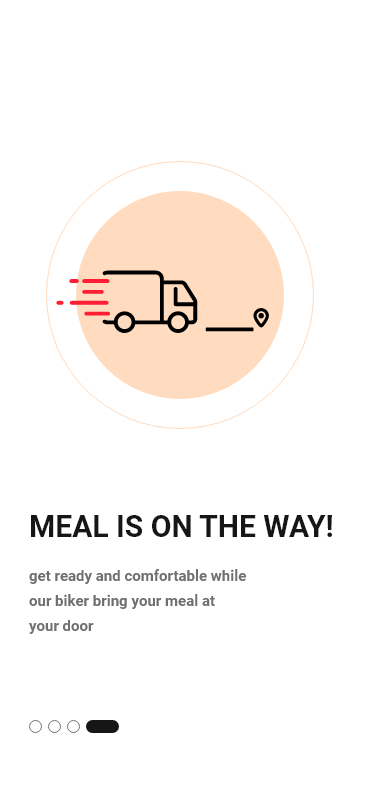 MEAL IS ON THE WAY!
get ready and comfortable while
our biker bring your meal at
your door